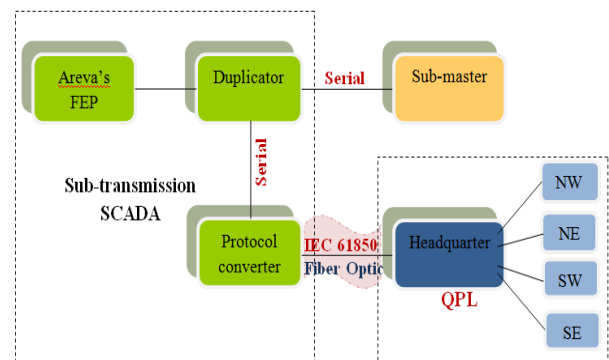 Areva's
FEP
Duplicator
Serial
Sub-master
Serial
Sub-transmission
SCADA
Protocol
converter
IEC 61850
Fiber Optic
Headquarter
QPL
NW
NE
SW
SE